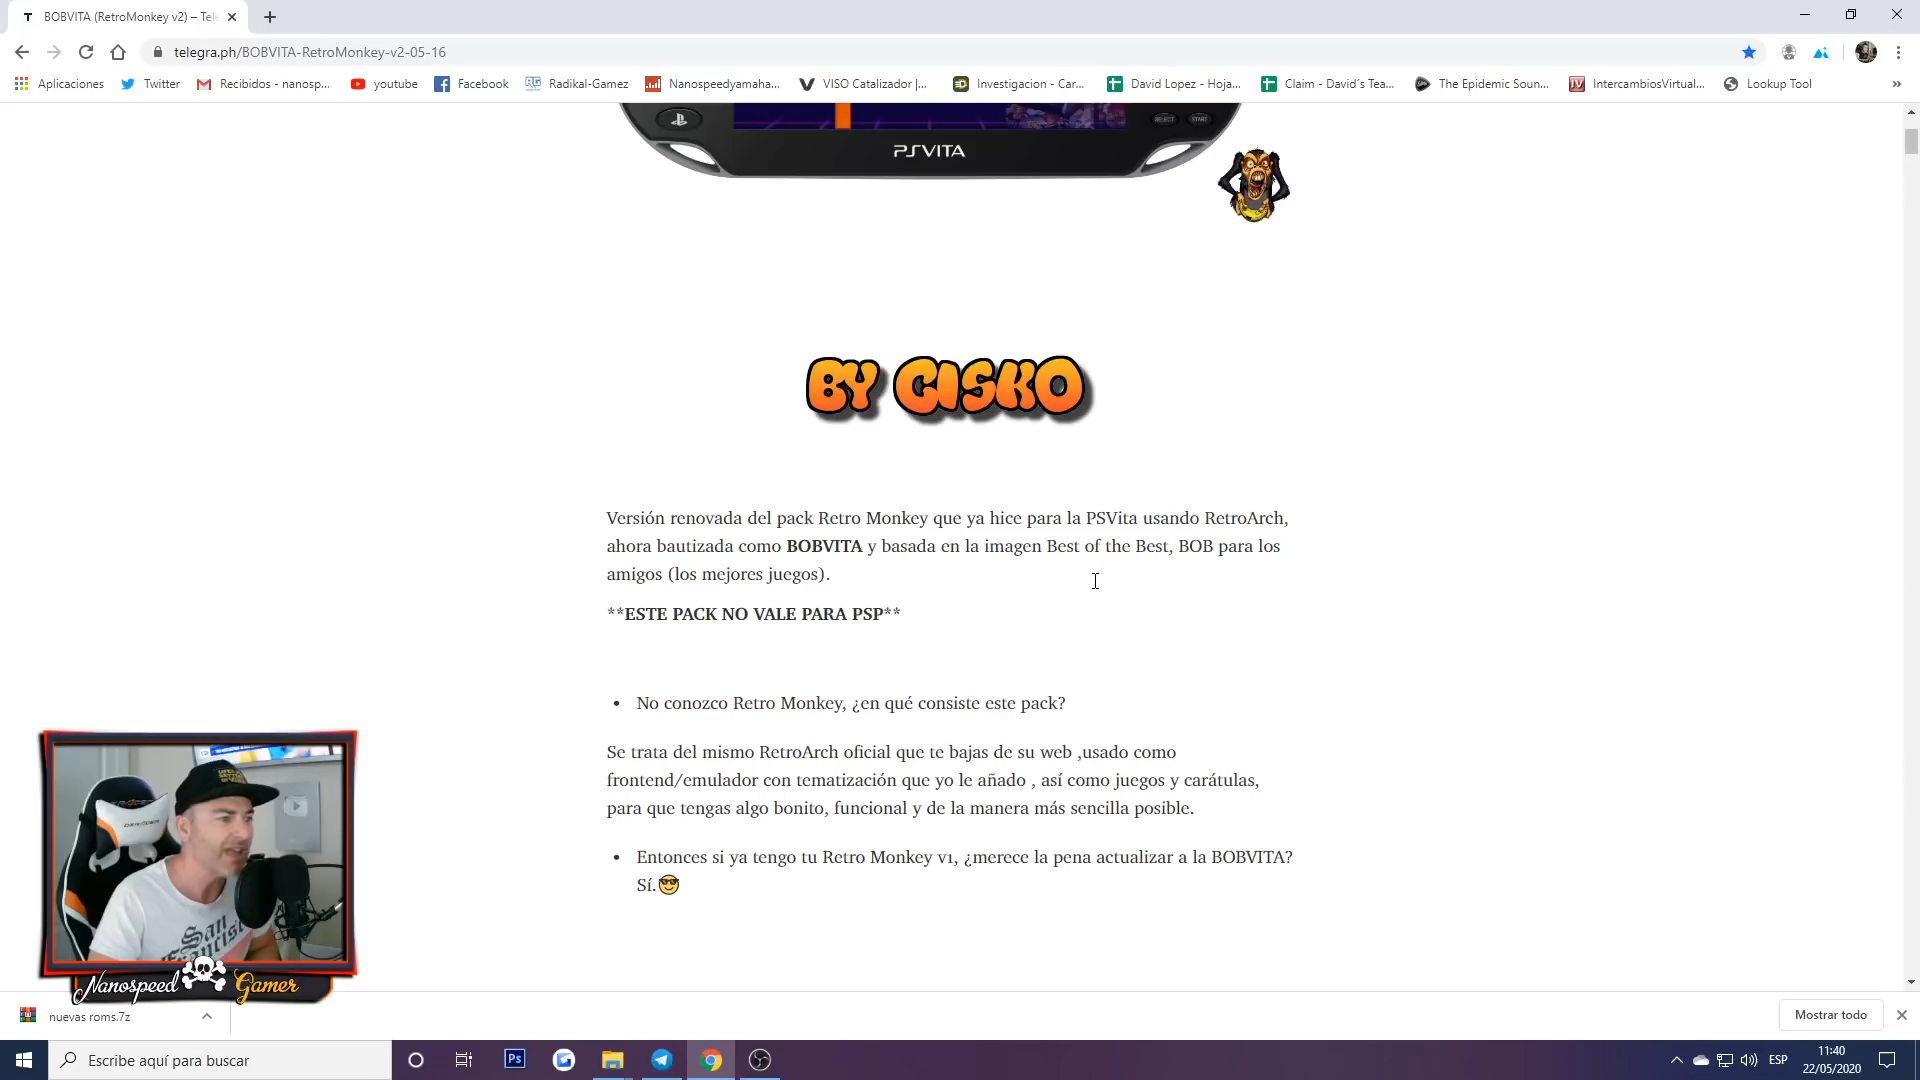 BOBVITA (RetroMonkey v2) – Tele
telegra.ph/BOBVITA-RetroMonkey-v2-05-16
Aplicaciones Twitter Recibidos - nanosp... youtube Facebook Radikal-Gamez Nanospeedyamaha... VISO Catalizador |... Investigacion - Car... David Lopez - Hoja... Claim - David´s Tea... The Epidemic Soun... IntercambiosVirtual... Lookup Tool »
SELECT START
PSVITA
BY CISKO
Versión renovada del pack Retro Monkey que ya hice para la PSVita usando RetroArch,
ahora bautizada como BOBVITA y basada en la imagen Best of the Best, BOB para los
amigos (los mejores juegos).
**ESTE PACK NO VALE PARA PSP**
• No conozco Retro Monkey, ¿en qué consiste este pack?
Se trata del mismo RetroArch oficial que te bajas de su web ,usado como
frontend/emulador con tematización que yo le añado , así como juegos y carátulas,
para que tengas algo bonito, funcional y de la manera más sencilla posible.
• Entonces si ya tengo tu Retro Monkey v1, ¿merece la pena actualizar a la BOBVITA?
Sí.😎
San
Nanospeed Gamer
nuevas roms.7z
Mostrar todo
Escribe aquí para buscar
Ps
ESP
11:40
22/05/2020